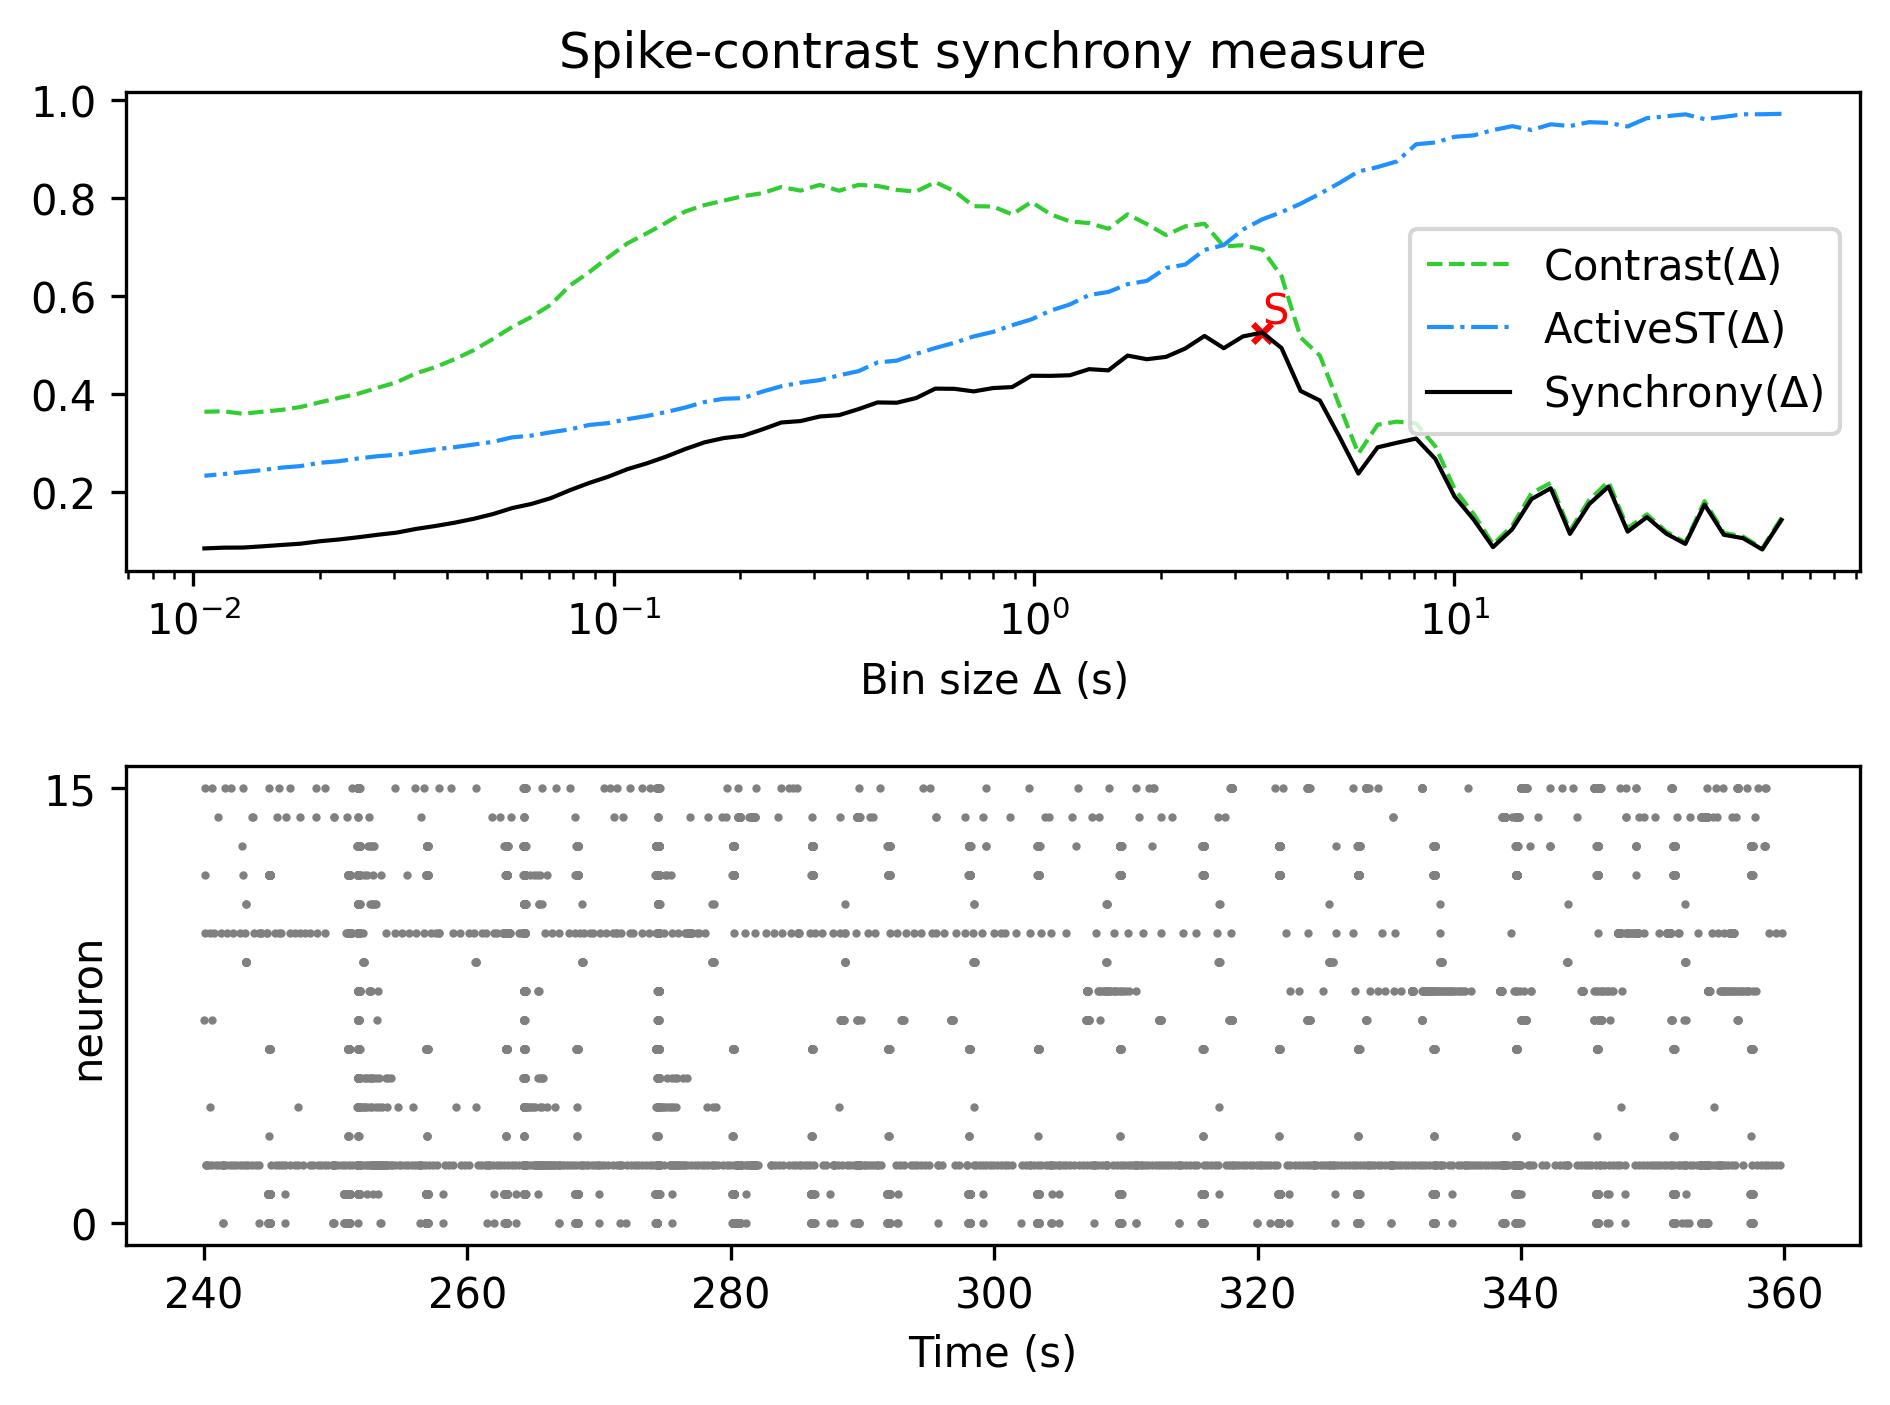 Spike-contrast synchrony measure
1.0
0.8
0.6
0.4
0.2
S
Contrast(Δ)
ActiveST(Δ)
Synchrony(Δ)
10⁻² 10⁻¹ 10⁰ 10¹
Bin size Δ (s)
15
neuron
0
240 260 280 300 320 340 360
Time (s)